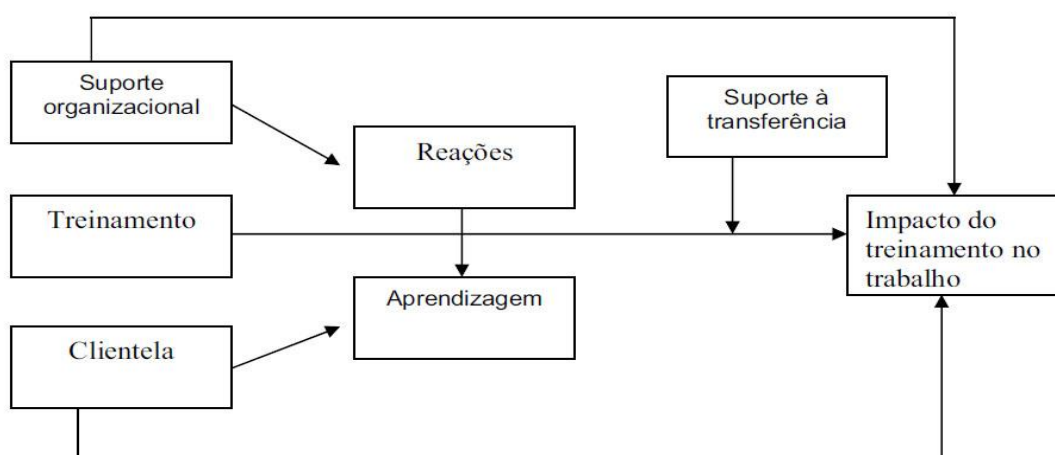 Suporte
organizacional
Suporte à
transferência
Reações
Treinamento
Impacto do
treinamento no
trabalho
Aprendizagem
Clientela